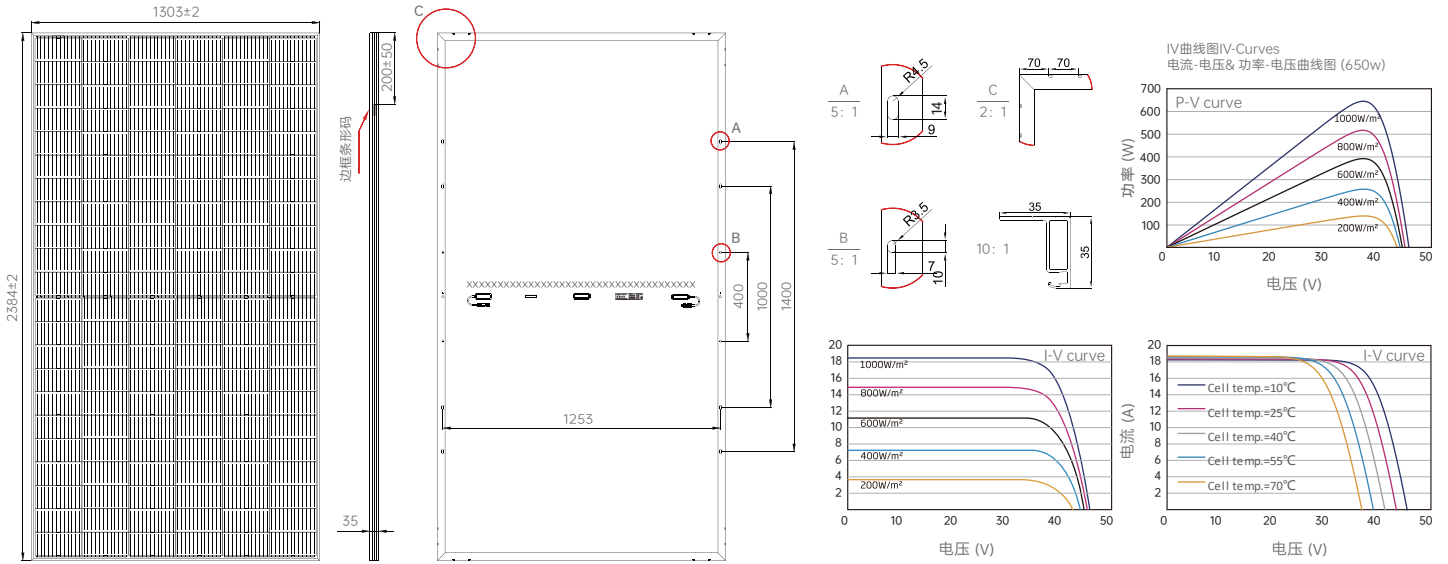 1303±2
2384±2
200±50
边框条形码
35
C
A
B
400
1000
1400
1253
A
5: 1
R4.5
14
9
C
2: 1
70
70
B
5: 1
R3.5
7
10
10: 1
35
35
IV曲线图IV-Curves
电流-电压& 功率-电压曲线图 (650w)
P-V curve
功率 (W)
700
600
500
400
300
200
100
1000W/m²
800W/m²
600W/m²
400W/m²
200W/m²
0 10 20 30 40 50
电压 (V)
I-V curve
20
18
16
14
12
10
8
6
4
2
1000W/m²
800W/m²
600W/m²
400W/m²
200W/m²
0 10 20 30 40 50
电压 (V)
I-V curve
电流 (A)
20
18
16
14
12
10
8
6
4
2
Cell temp.=10℃
Cell temp.=25℃
Cell temp.=40℃
Cell temp.=55℃
Cell temp.=70℃
0 10 20 30 40 50
电压 (V)